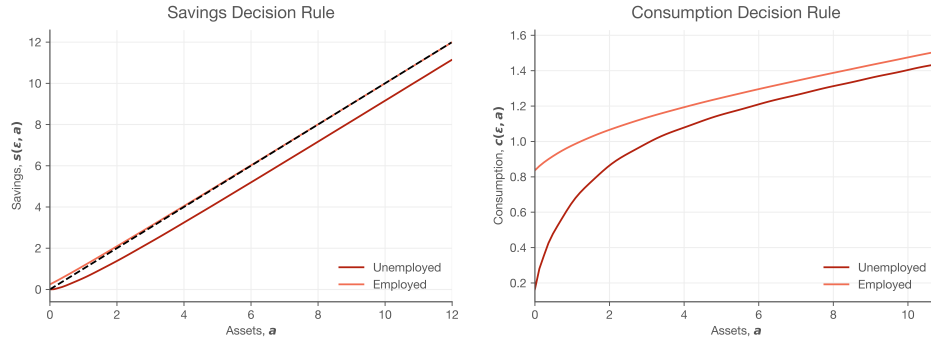 Savings Decision Rule
Savings, s(ε, a)
12
10
8
6
4
2
0
0 2 4 6 8 10 12
Assets, a
Unemployed
Employed
Consumption Decision Rule
Consumption, c(ε, a)
1.6
1.4
1.2
1.0
0.8
0.6
0.4
0.2
0 2 4 6 8 10
Assets, a
Unemployed
Employed